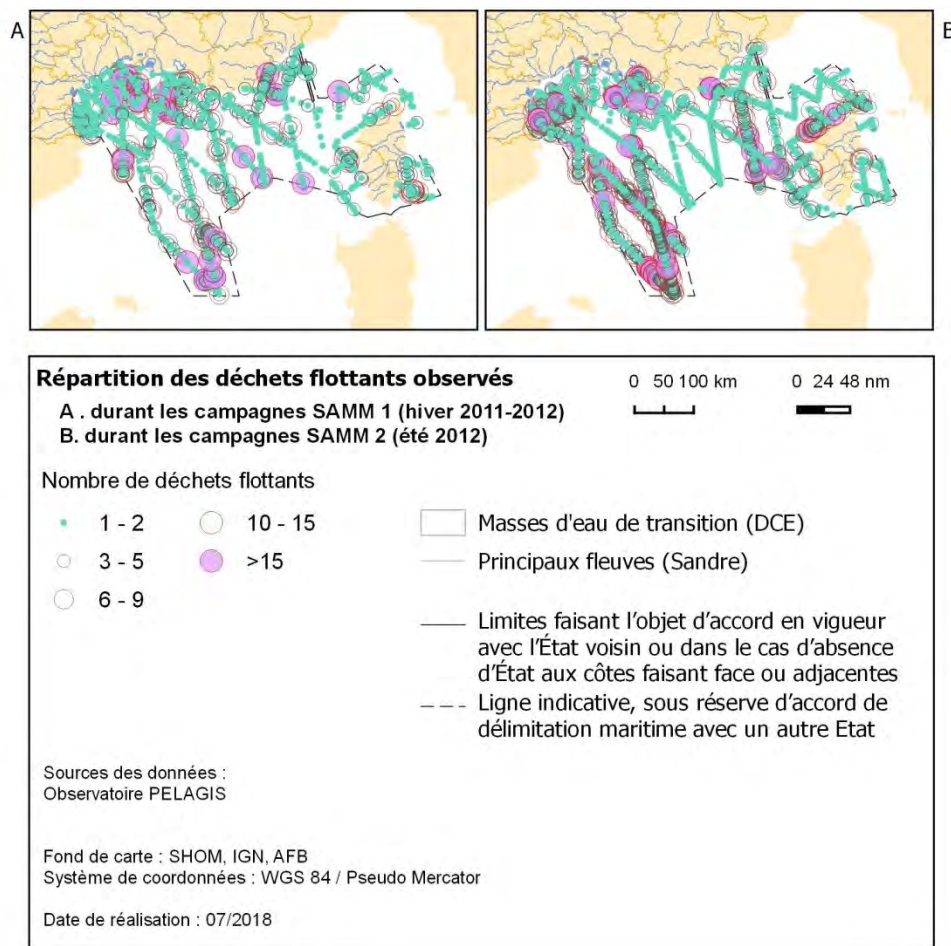 A
B
Répartition des déchets flottants observés
A . durant les campagnes SAMM 1 (hiver 2011-2012)
B. durant les campagnes SAMM 2 (été 2012)
0 50 100 km
0 24 48 nm
Nombre de déchets flottants
1 - 2
3 - 5
6 - 9
10 - 15
>15
Masses d'eau de transition (DCE)
Principaux fleuves (Sandre)
Limites faisant l'objet d'accord en vigueur
avec l'État voisin ou dans le cas d'absence
d'État aux côtes faisant face ou adjacentes
Ligne indicative, sous réserve d'accord de
délimitation maritime avec un autre Etat
Sources des données :
Observatoire PELAGIS
Fond de carte : SHOM, IGN, AFB
Système de coordonnées : WGS 84 / Pseudo Mercator
Date de réalisation : 07/2018